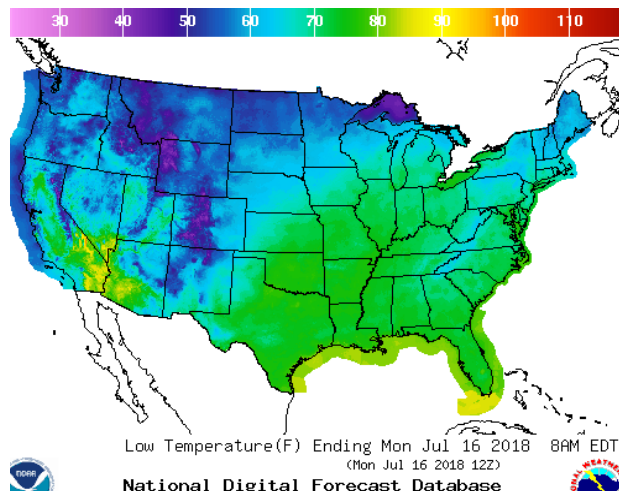 30 40 50 60 70 80 90 100 110
Low Temperature(F) Ending Mon Jul 16 2018 8AM EDT
(Mon Jul 16 2018 12Z)
National Digital Forecast Database
noaa